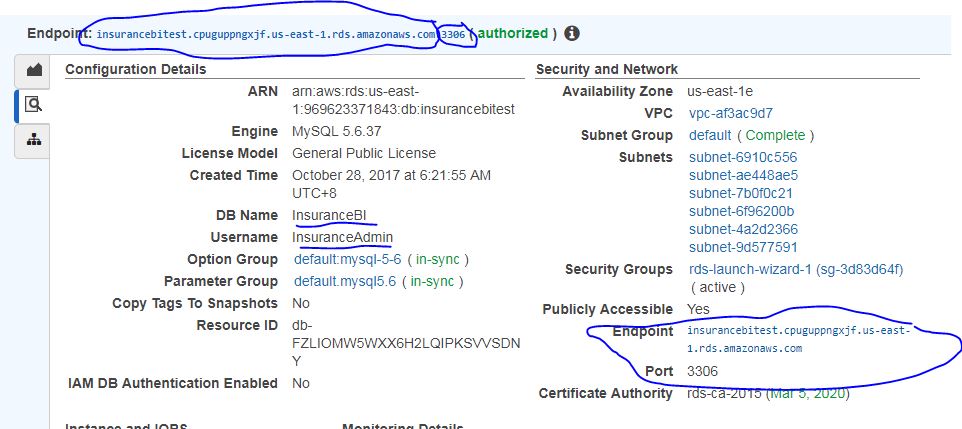 Endpoint: insurancebitest.cpuguppngxjf.us-east-1.rds.amazonaws.com:3306 ( authorized )
Configuration Details
ARN arn:aws:rds:us-east-
1:969623371843:db:insurancebitest
Engine MySQL 5.6.37
License Model General Public License
Created Time October 28, 2017 at 6:21:55 AM
UTC+8
DB Name InsuranceBI
Username InsuranceAdmin
Option Group default:mysql-5-6 ( in-sync )
Parameter Group default:mysql5.6 ( in-sync )
Copy Tags To Snapshots No
Resource ID db-
FZLIOMW5WXX6H2LQIPKSVVSDN
Y
IAM DB Authentication Enabled No
Instance and IOPS
Security and Network
Availability Zone us-east-1e
VPC vpc-af3ac9d7
Subnet Group default ( Complete )
Subnets subnet-6910c556
subnet-ae448ae5
subnet-7b0f0c21
subnet-6f96200b
subnet-4a2d2366
subnet-9d577591
Security Groups rds-launch-wizard-1 (sg-3d83d64f)
( active )
Publicly Accessible Yes
Endpoint insurancebitest.cpuguppngxjf.us-east-
1.rds.amazonaws.com
Port 3306
Certificate Authority rds-ca-2015 (Mar 5, 2020)
Monitoring Details